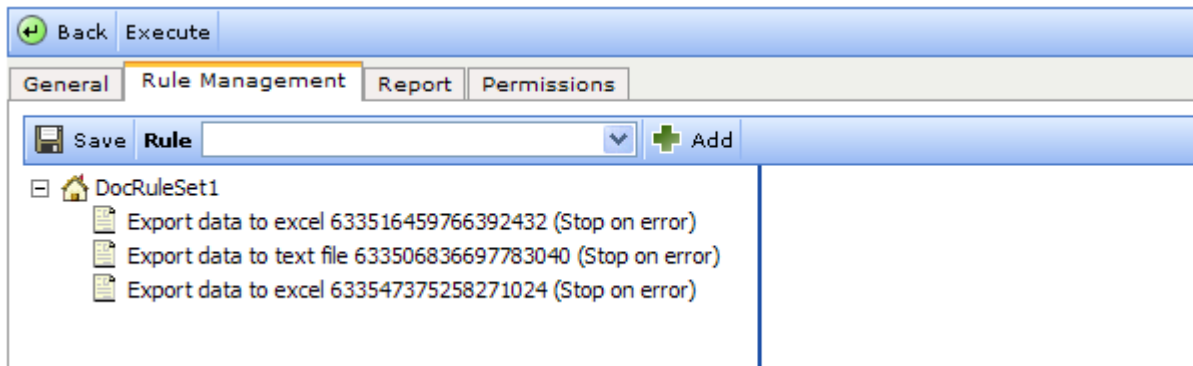 Back Execute
General Rule Management Report Permissions
Save Rule Add
DocRuleSet1
Export data to excel 633516459766392432 (Stop on error)
Export data to text file 633506836697783040 (Stop on error)
Export data to excel 633547375258271024 (Stop on error)